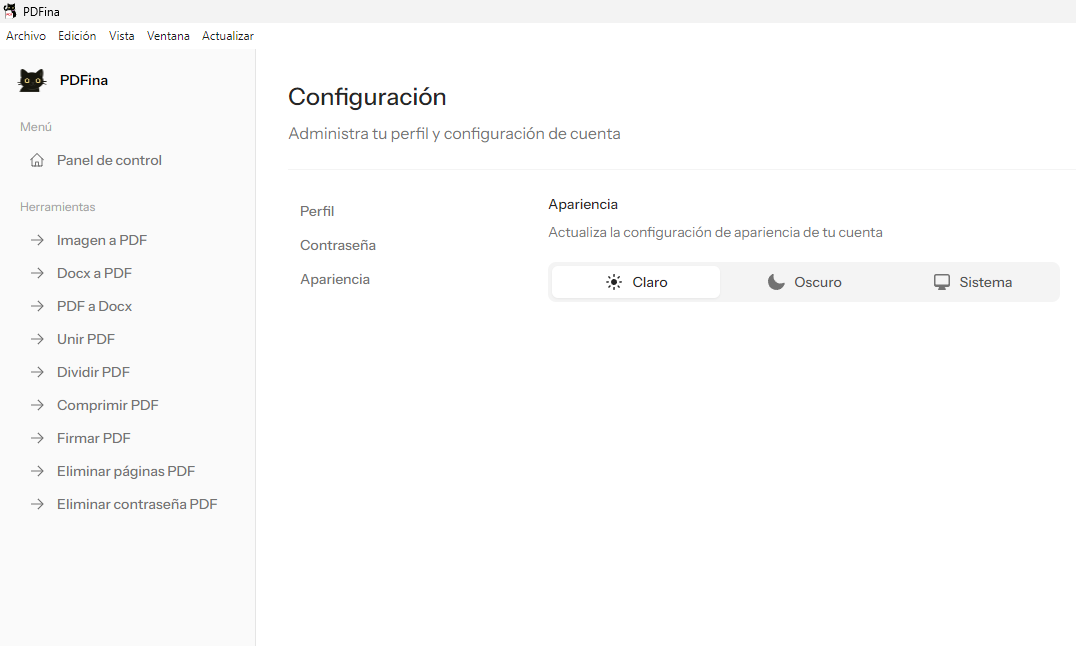 PDFina
Archivo Edición Vista Ventana Actualizar
PDFina
Menú
Panel de control
Herramientas
Imagen a PDF
Docx a PDF
PDF a Docx
Unir PDF
Dividir PDF
Comprimir PDF
Firmar PDF
Eliminar páginas PDF
Eliminar contraseña PDF
Configuración
Administra tu perfil y configuración de cuenta
Perfil
Contraseña
Apariencia
Apariencia
Actualiza la configuración de apariencia de tu cuenta
Claro Oscuro Sistema